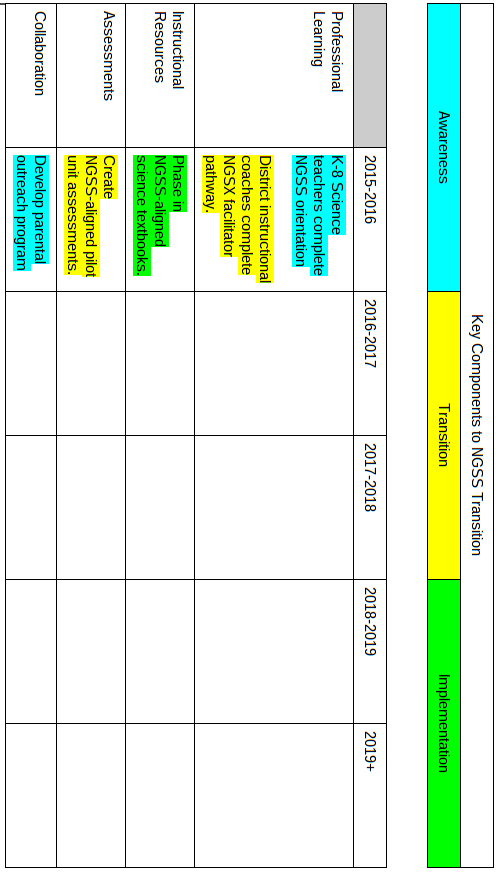 Key Components to NGSS Transition
Awareness
Transition
Implementation
2015-2016
2016-2017
2017-2018
2018-2019
2019+
Professional
Learning
K-8 Science
teachers complete
NGSS orientation
District instructional
coaches complete
NGSX facilitator
pathway.
Instructional
Resources
Phase in
NGSS-aligned
science textbooks.
Assessments
Create
NGSS-aligned pilot
unit assessments.
Collaboration
Develop parental
outreach program